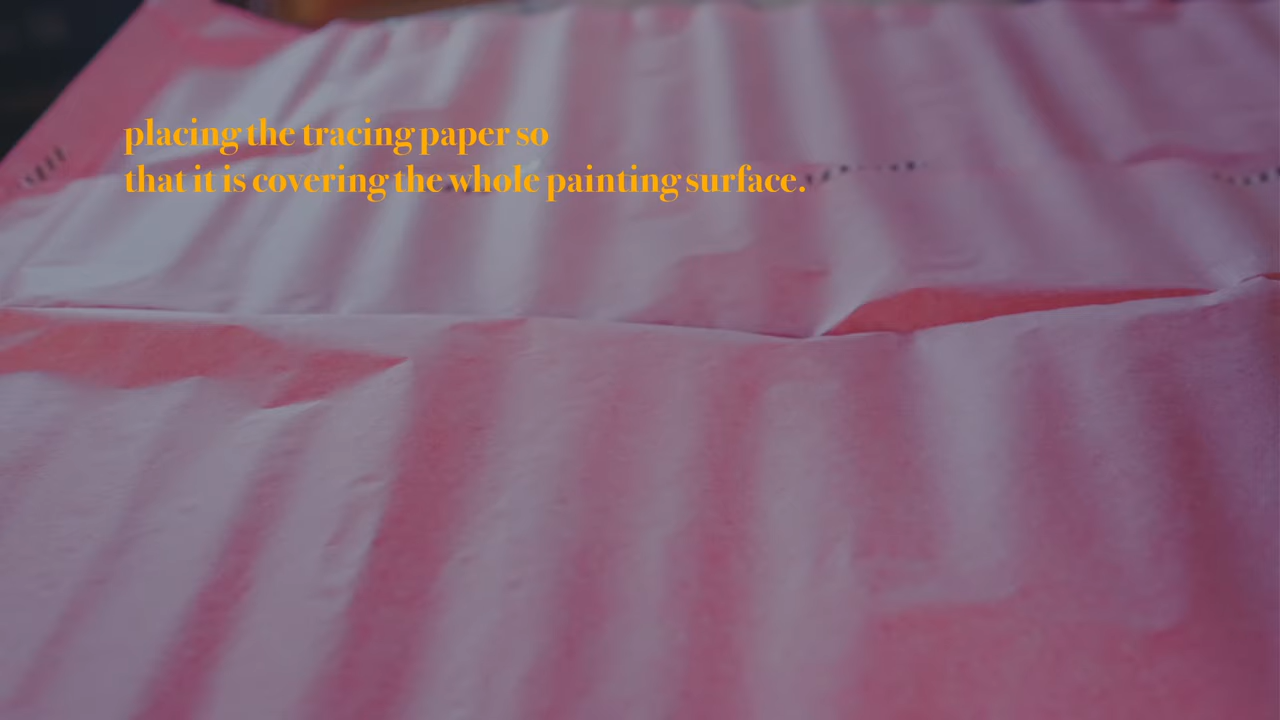 placing the tracing paper so
that it is covering the whole painting surface.